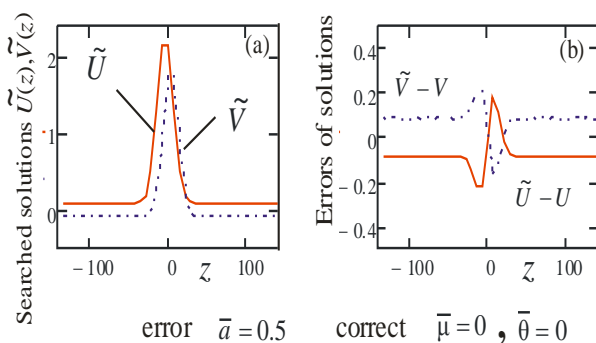 Searched solutions Ũ(z),Ṽ(z)
(a)
2
1
0
Ũ
Ṽ
−100 0 z 100
Errors of solutions
(b)
0.4
0.2
0
−0.2
−0.4
Ṽ − V
Ũ − U
−100 0 z 100
error a̅ = 0.5 correct μ̅ = 0 , θ̅ = 0